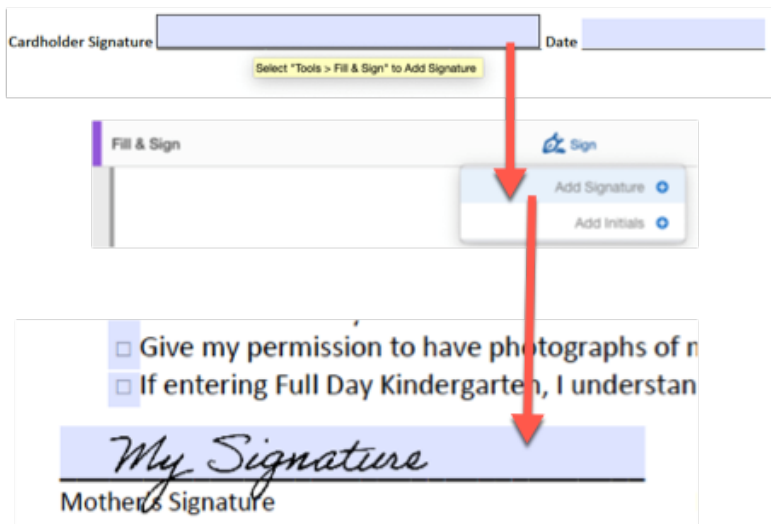 Cardholder Signature Date
Select "Tools > Fill & Sign" to Add Signature
Fill & Sign Sign
Add Signature
Add Initials
Give my permission to have photographs of
If entering Full Day Kindergarten, I understan
My Signature
Mother's Signature